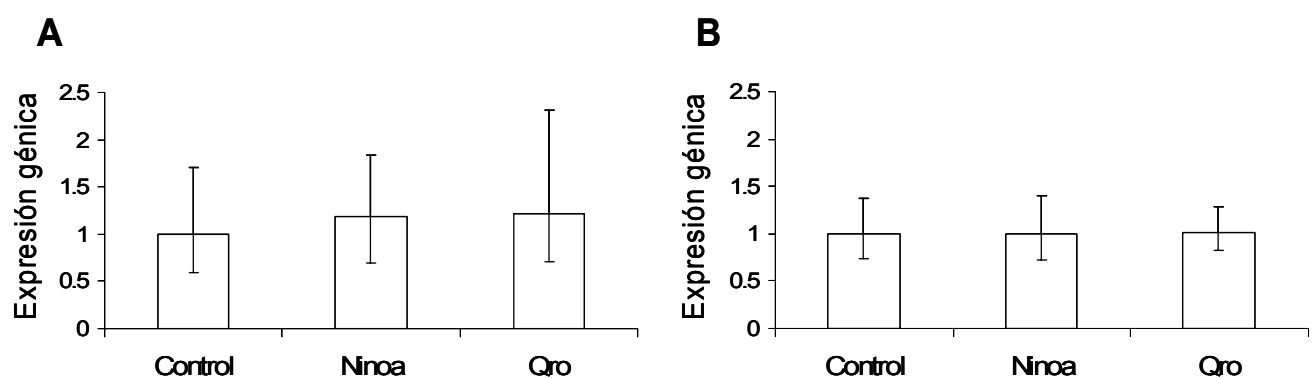 A
B
Expresión génica
2.5
2
1.5
1
0.5
0
Control
Ninoa
Qro
Expresión génica
2.5
2
1.5
1
0.5
0
Control
Ninoa
Qro